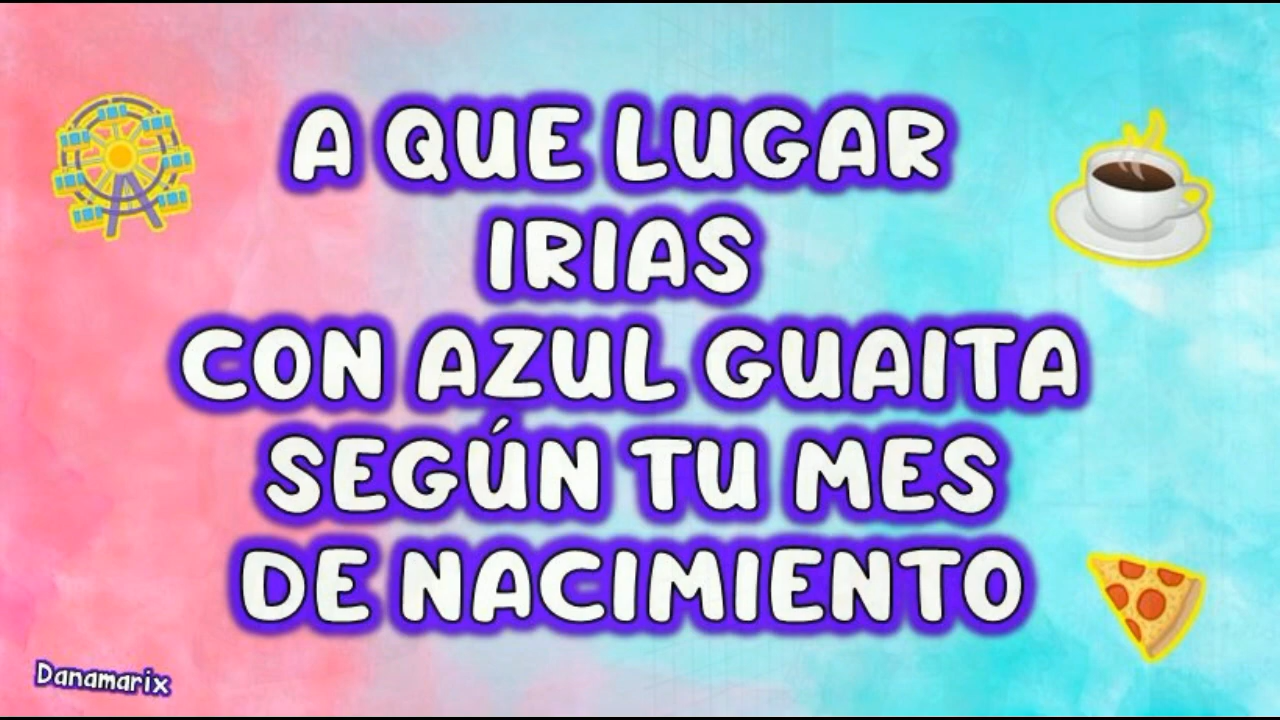 A QUE LUGAR
IRIAS
CON AZUL GUAITA
SEGÚN TU MES
DE NACIMIENTO
Danamarix